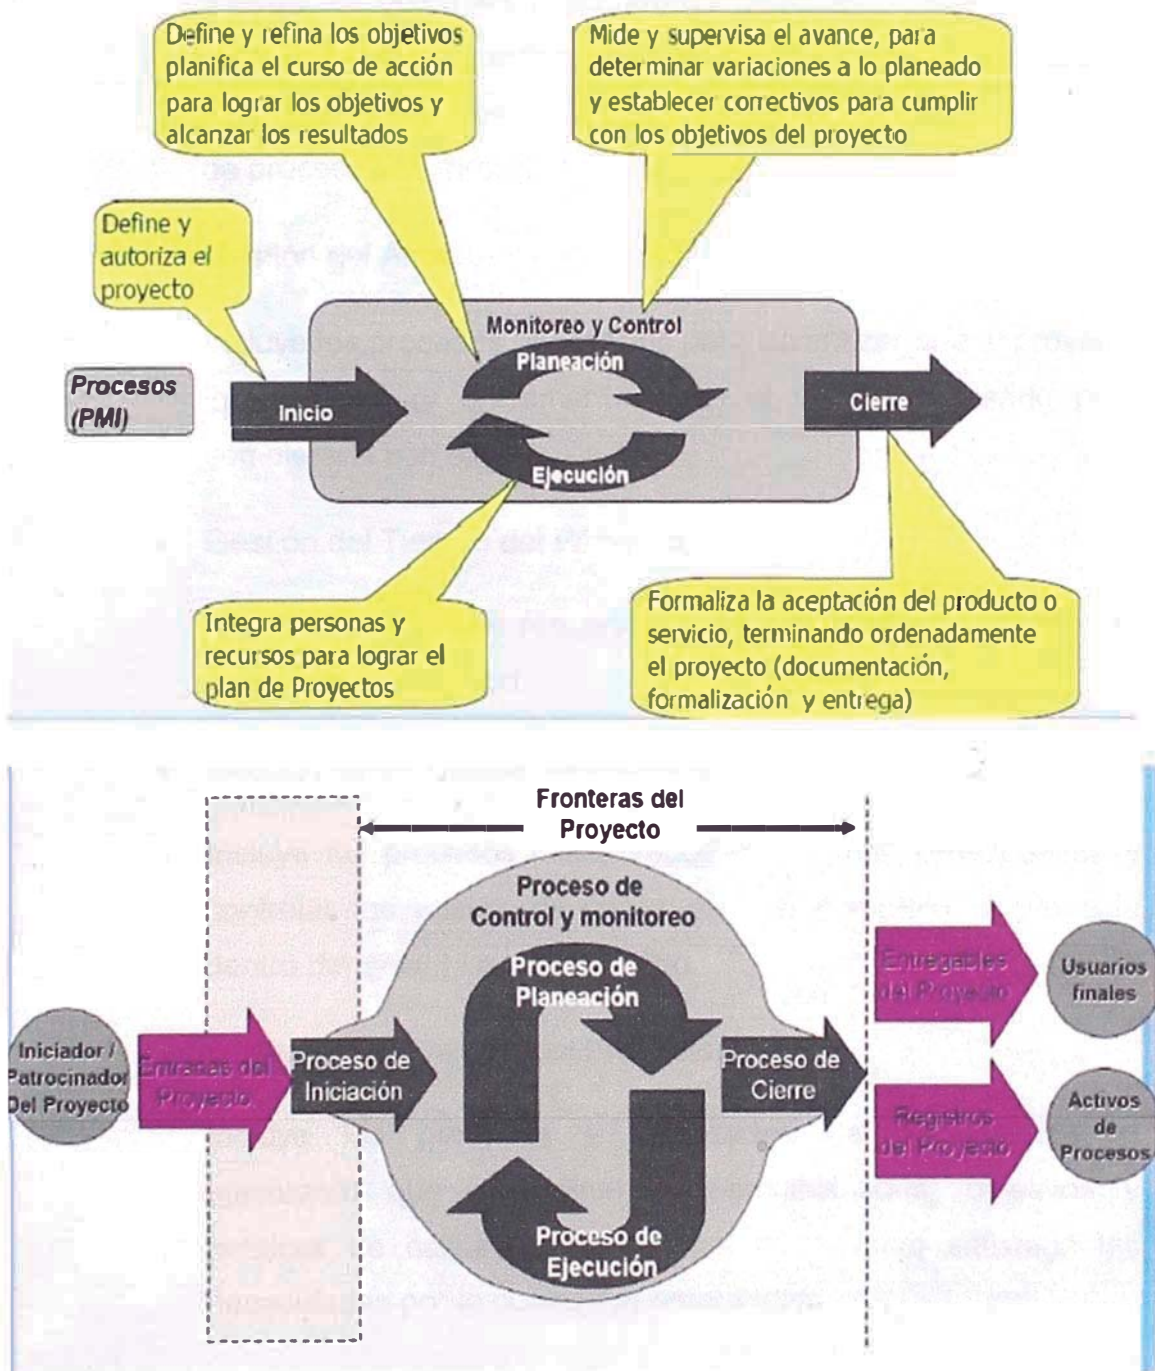 Define y refina los objetivos
planifica el curso de acción
para lograr los objetivos y
alcanzar los resultados
Mide y supervisa el avance, para
determinar variaciones a lo planeado
y establecer correctivos para cumplir
con los objetivos del proyecto
Define y
autoriza el
proyecto
Monitoreo y Control
Planeación
Procesos
(PMI)
Inicio
Cierre
Ejecución
Integra personas y
recursos para lograr el
plan de Proyectos
Formaliza la aceptación del producto o
servicio, terminando ordenadamente
el proyecto (documentación,
formalización y entrega)
Fronteras del
Proyecto
Proceso de
Control y monitoreo
Proceso de
Planeación
Entregables
de Proyecto
Usuarios
finales
Iniciador /
Patrocinador
Del Proyecto
Entradas del
Proyecto
Proceso de
Iniciación
Proceso de
Cierre
Registros
del Proyecto
Activos
de
Procesos
Proceso de
Ejecución